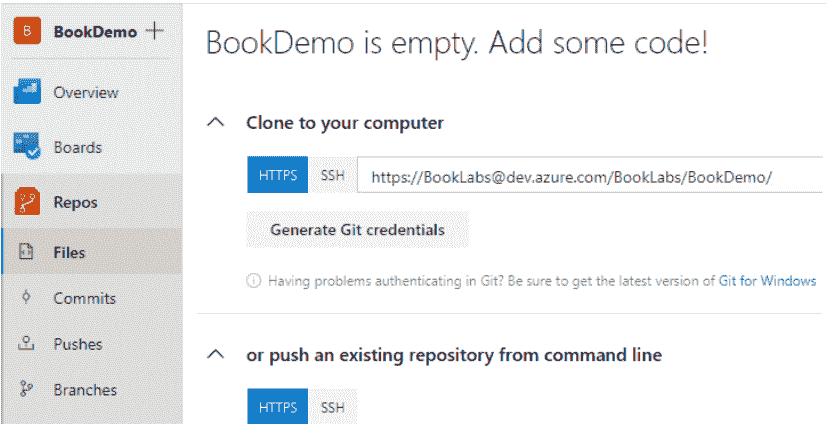 B BookDemo +
Overview
Boards
Repos
Files
Commits
Pushes
Branches
BookDemo is empty. Add some code!
Clone to your computer
HTTPS SSH https://BookLabs@dev.azure.com/BookLabs/BookDemo/
Generate Git credentials
Having problems authenticating in Git? Be sure to get the latest version of Git for Windows
or push an existing repository from command line
HTTPS SSH